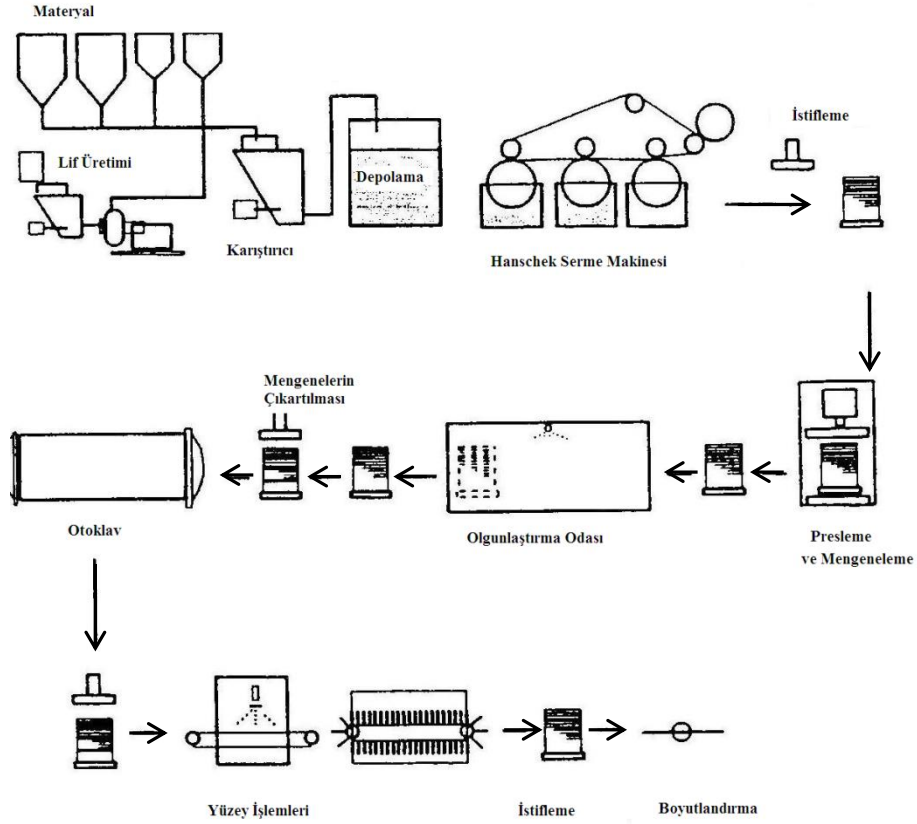 Materyal
Lif Üretimi
Karıştırıcı
Depolama
Hanschek Serme Makinesi
İstifleme
Mengenelerin
Çıkartılması
Otoklav
Olgunlaştırma Odası
Presleme
ve Mengeneleme
Yüzey İşlemleri
İstifleme
Boyutlandırma